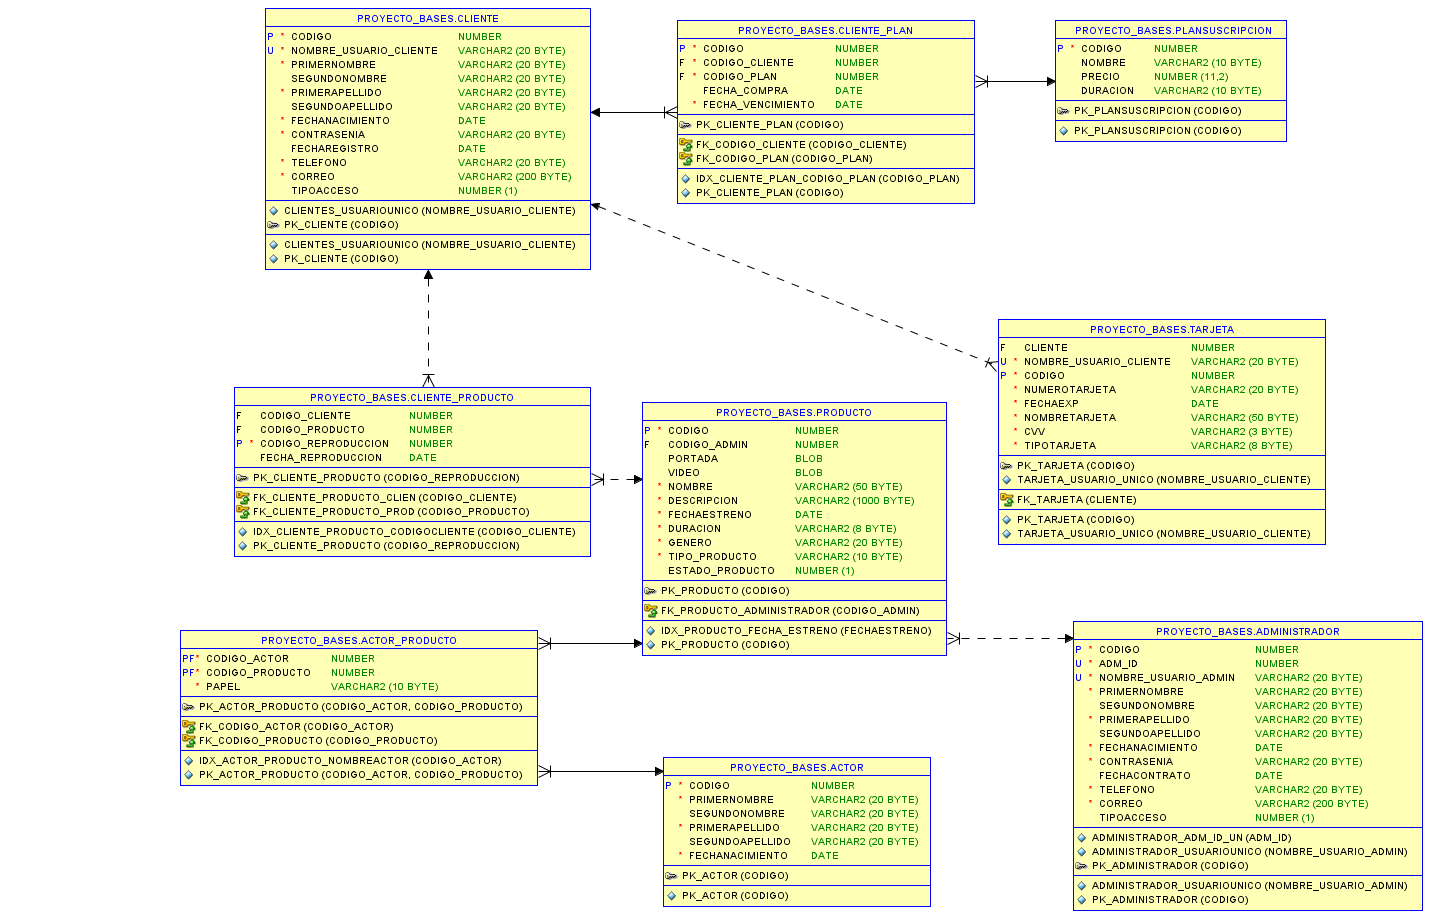 PROYECTO_BASES.CLIENTE
P * CODIGO NUMBER
U * NOMBRE_USUARIO_CLIENTE VARCHAR2 (20 BYTE)
* PRIMERNOMBRE VARCHAR2 (20 BYTE)
SEGUNDONOMBRE VARCHAR2 (20 BYTE)
* PRIMERAPELLIDO VARCHAR2 (20 BYTE)
SEGUNDOAPELLIDO VARCHAR2 (20 BYTE)
* FECHANACIMIENTO DATE
* CONTRASENIA VARCHAR2 (20 BYTE)
FECHAREGISTRO DATE
* TELEFONO VARCHAR2 (20 BYTE)
* CORREO VARCHAR2 (200 BYTE)
TIPOACCESO NUMBER (1)
CLIENTES_USUARIOUNICO (NOMBRE_USUARIO_CLIENTE)
PK_CLIENTE (CODIGO)
CLIENTES_USUARIOUNICO (NOMBRE_USUARIO_CLIENTE)
PK_CLIENTE (CODIGO)
PROYECTO_BASES.CLIENTE_PLAN
P * CODIGO NUMBER
F * CODIGO_CLIENTE NUMBER
F * CODIGO_PLAN NUMBER
FECHA_COMPRA DATE
* FECHA_VENCIMIENTO DATE
PK_CLIENTE_PLAN (CODIGO)
FK_CODIGO_CLIENTE (CODIGO_CLIENTE)
FK_CODIGO_PLAN (CODIGO_PLAN)
IDX_CLIENTE_PLAN_CODIGO_PLAN (CODIGO_PLAN)
PK_CLIENTE_PLAN (CODIGO)
PROYECTO_BASES.PLANSUSCRIPCION
P * CODIGO NUMBER
NOMBRE VARCHAR2 (10 BYTE)
PRECIO NUMBER (11,2)
DURACION VARCHAR2 (10 BYTE)
PK_PLANSUSCRIPCION (CODIGO)
PK_PLANSUSCRIPCION (CODIGO)
PROYECTO_BASES.TARJETA
F CLIENTE NUMBER
U * NOMBRE_USUARIO_CLIENTE VARCHAR2 (20 BYTE)
P * CODIGO NUMBER
* NUMEROTARJETA VARCHAR2 (20 BYTE)
* FECHAEXP DATE
* NOMBRETARJETA VARCHAR2 (50 BYTE)
* CVV VARCHAR2 (3 BYTE)
* TIPOTARJETA VARCHAR2 (8 BYTE)
PK_TARJETA (CODIGO)
TARJETA_USUARIO_UNICO (NOMBRE_USUARIO_CLIENTE)
FK_TARJETA (CLIENTE)
PK_TARJETA (CODIGO)
TARJETA_USUARIO_UNICO (NOMBRE_USUARIO_CLIENTE)
PROYECTO_BASES.CLIENTE_PRODUCTO
F CODIGO_CLIENTE NUMBER
F CODIGO_PRODUCTO NUMBER
P * CODIGO_REPRODUCCION NUMBER
FECHA_REPRODUCCION DATE
PK_CLIENTE_PRODUCTO (CODIGO_REPRODUCCION)
FK_CLIENTE_PRODUCTO_CLIEN (CODIGO_CLIENTE)
FK_CLIENTE_PRODUCTO_PROD (CODIGO_PRODUCTO)
IDX_CLIENTE_PRODUCTO_CODIGOCLIENTE (CODIGO_CLIENTE)
PK_CLIENTE_PRODUCTO (CODIGO_REPRODUCCION)
PROYECTO_BASES.PRODUCTO
P * CODIGO NUMBER
F CODIGO_ADMIN NUMBER
PORTADA BLOB
VIDEO BLOB
* NOMBRE VARCHAR2 (50 BYTE)
* DESCRIPCION VARCHAR2 (1000 BYTE)
* FECHAESTRENO DATE
* DURACION VARCHAR2 (8 BYTE)
* GENERO VARCHAR2 (20 BYTE)
* TIPO_PRODUCTO VARCHAR2 (10 BYTE)
ESTADO_PRODUCTO NUMBER (1)
PK_PRODUCTO (CODIGO)
FK_PRODUCTO_ADMINISTRADOR (CODIGO_ADMIN)
IDX_PRODUCTO_FECHA_ESTRENO (FECHAESTRENO)
PK_PRODUCTO (CODIGO)
PROYECTO_BASES.ACTOR_PRODUCTO
PF* CODIGO_ACTOR NUMBER
PF* CODIGO_PRODUCTO NUMBER
* PAPEL VARCHAR2 (10 BYTE)
PK_ACTOR_PRODUCTO (CODIGO_ACTOR, CODIGO_PRODUCTO)
FK_CODIGO_ACTOR (CODIGO_ACTOR)
FK_CODIGO_PRODUCTO (CODIGO_PRODUCTO)
IDX_ACTOR_PRODUCTO_NOMBREACTOR (CODIGO_ACTOR)
PK_ACTOR_PRODUCTO (CODIGO_ACTOR, CODIGO_PRODUCTO)
PROYECTO_BASES.ADMINISTRADOR
P * CODIGO NUMBER
U * ADM_ID NUMBER
U * NOMBRE_USUARIO_ADMIN VARCHAR2 (20 BYTE)
* PRIMERNOMBRE VARCHAR2 (20 BYTE)
SEGUNDONOMBRE VARCHAR2 (20 BYTE)
* PRIMERAPELLIDO VARCHAR2 (20 BYTE)
SEGUNDOAPELLIDO VARCHAR2 (20 BYTE)
* FECHANACIMIENTO DATE
* CONTRASENIA VARCHAR2 (20 BYTE)
FECHACONTRATO DATE
* TELEFONO VARCHAR2 (20 BYTE)
* CORREO VARCHAR2 (200 BYTE)
TIPOACCESO NUMBER (1)
ADMINISTRADOR_ADM_ID_UN (ADM_ID)
ADMINISTRADOR_USUARIOUNICO (NOMBRE_USUARIO_ADMIN)
PK_ADMINISTRADOR (CODIGO)
ADMINISTRADOR_USUARIOUNICO (NOMBRE_USUARIO_ADMIN)
PK_ADMINISTRADOR (CODIGO)
PROYECTO_BASES.ACTOR
P * CODIGO NUMBER
* PRIMERNOMBRE VARCHAR2 (20 BYTE)
SEGUNDONOMBRE VARCHAR2 (20 BYTE)
* PRIMERAPELLIDO VARCHAR2 (20 BYTE)
SEGUNDOAPELLIDO VARCHAR2 (20 BYTE)
* FECHANACIMIENTO DATE
PK_ACTOR (CODIGO)
PK_ACTOR (CODIGO)